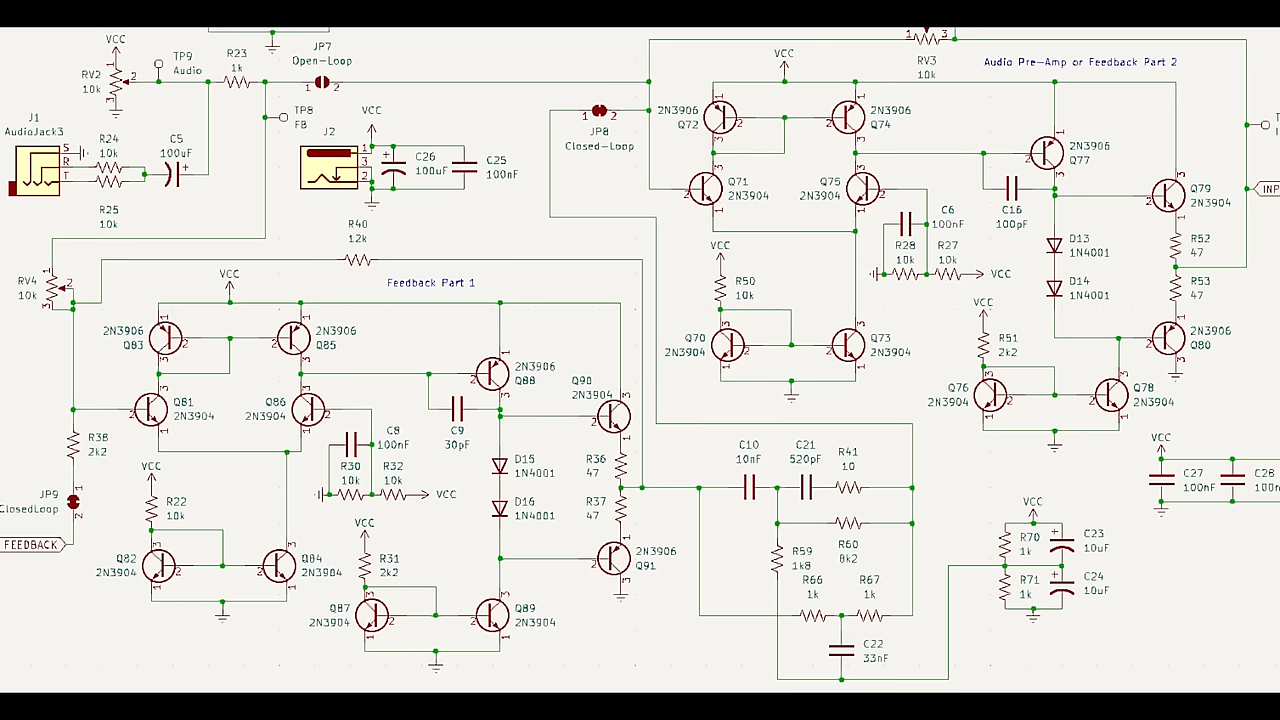 VCC
RV2
10k
TP9
Audio
R23
1k
JP7
Open-Loop
TP8
FB
J1
AudioJack3
S
R
T
R24
10k
R25
10k
C5
100uF
J2
VCC
C26
100uF
C25
100nF
RV3
10k
Audio Pre-Amp or Feedback Part 2
JP8
Closed-Loop
VCC
2N3906
Q72
2N3906
Q74
Q71
2N3904
Q75
2N3904
2N3906
Q77
C6
100nF
R28
10k
R27
10k
VCC
C16
100pF
Q79
2N3904
INP
R52
47
R53
47
D13
1N4001
D14
1N4001
VCC
R50
10k
Q70
2N3904
Q73
2N3904
VCC
R51
2k2
Q76
2N3904
Q78
2N3904
2N3906
Q80
RV4
10k
R40
12k
Feedback Part 1
VCC
2N3906
Q83
2N3906
Q85
Q81
2N3904
Q86
2N3904
2N3906
Q88
Q90
2N3904
C8
100nF
R30
10k
R32
10k
VCC
C9
30pF
D15
1N4001
D16
1N4001
R36
47
R37
47
R38
2k2
JP9
ClosedLoop
FEEDBACK
VCC
R22
10k
Q82
2N3904
Q84
2N3904
VCC
R31
2k2
Q87
2N3904
Q89
2N3904
2N3906
Q91
C10
10nF
C21
520pF
R41
10
R59
1k8
R60
8k2
R66
1k
R67
1k
C22
33nF
VCC
R70
1k
R71
1k
C23
10uF
C24
10uF
VCC
C27
100nF
C28